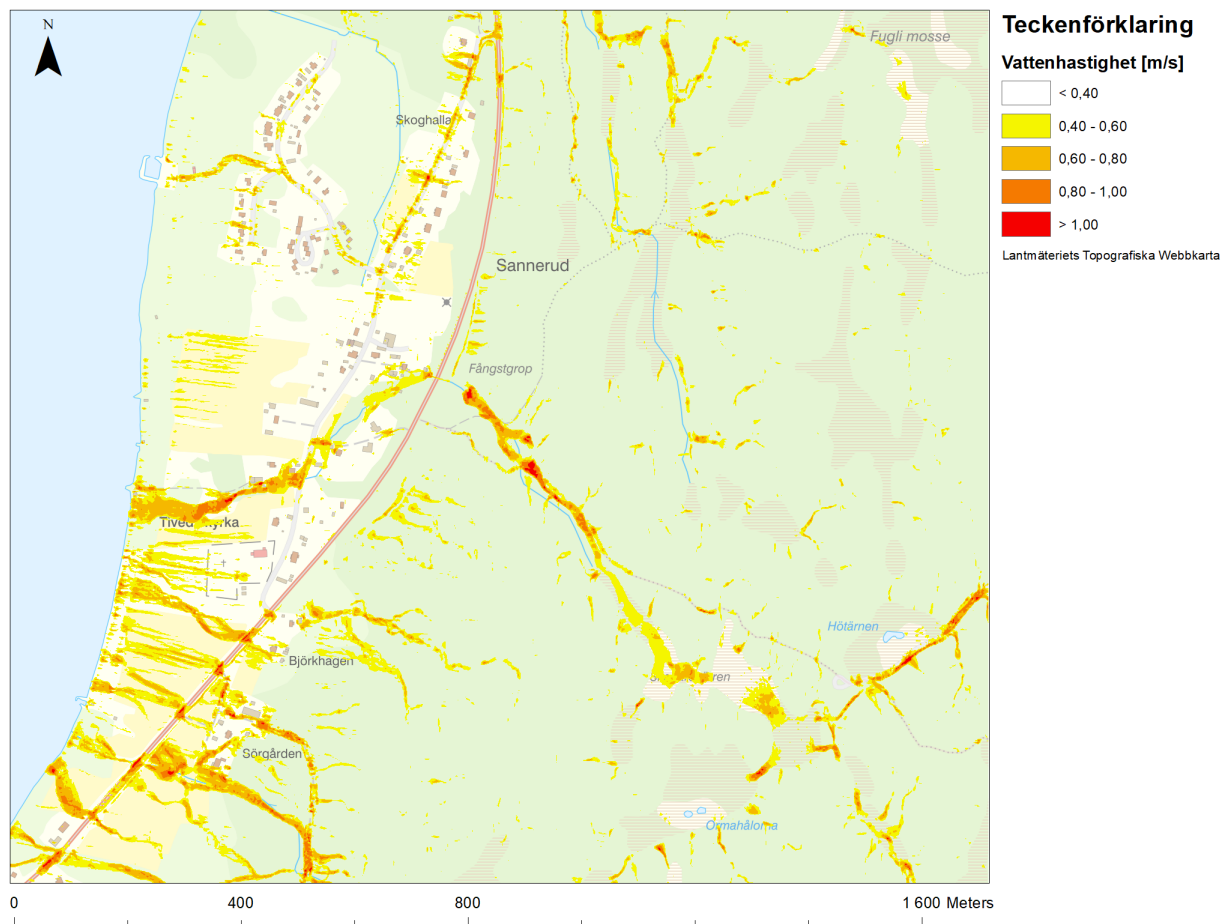 N
Fugli mosse
Skoghalla
Sannerud
Fångstgrop
Hötärnen
Björkhagen
Sörgården
Ormahålorna
0 400 800 1 600 Meters
Teckenförklaring
Vattenhastighet [m/s]
< 0,40
0,40 - 0,60
0,60 - 0,80
0,80 - 1,00
> 1,00
Lantmäteriets Topografiska Webbkarta